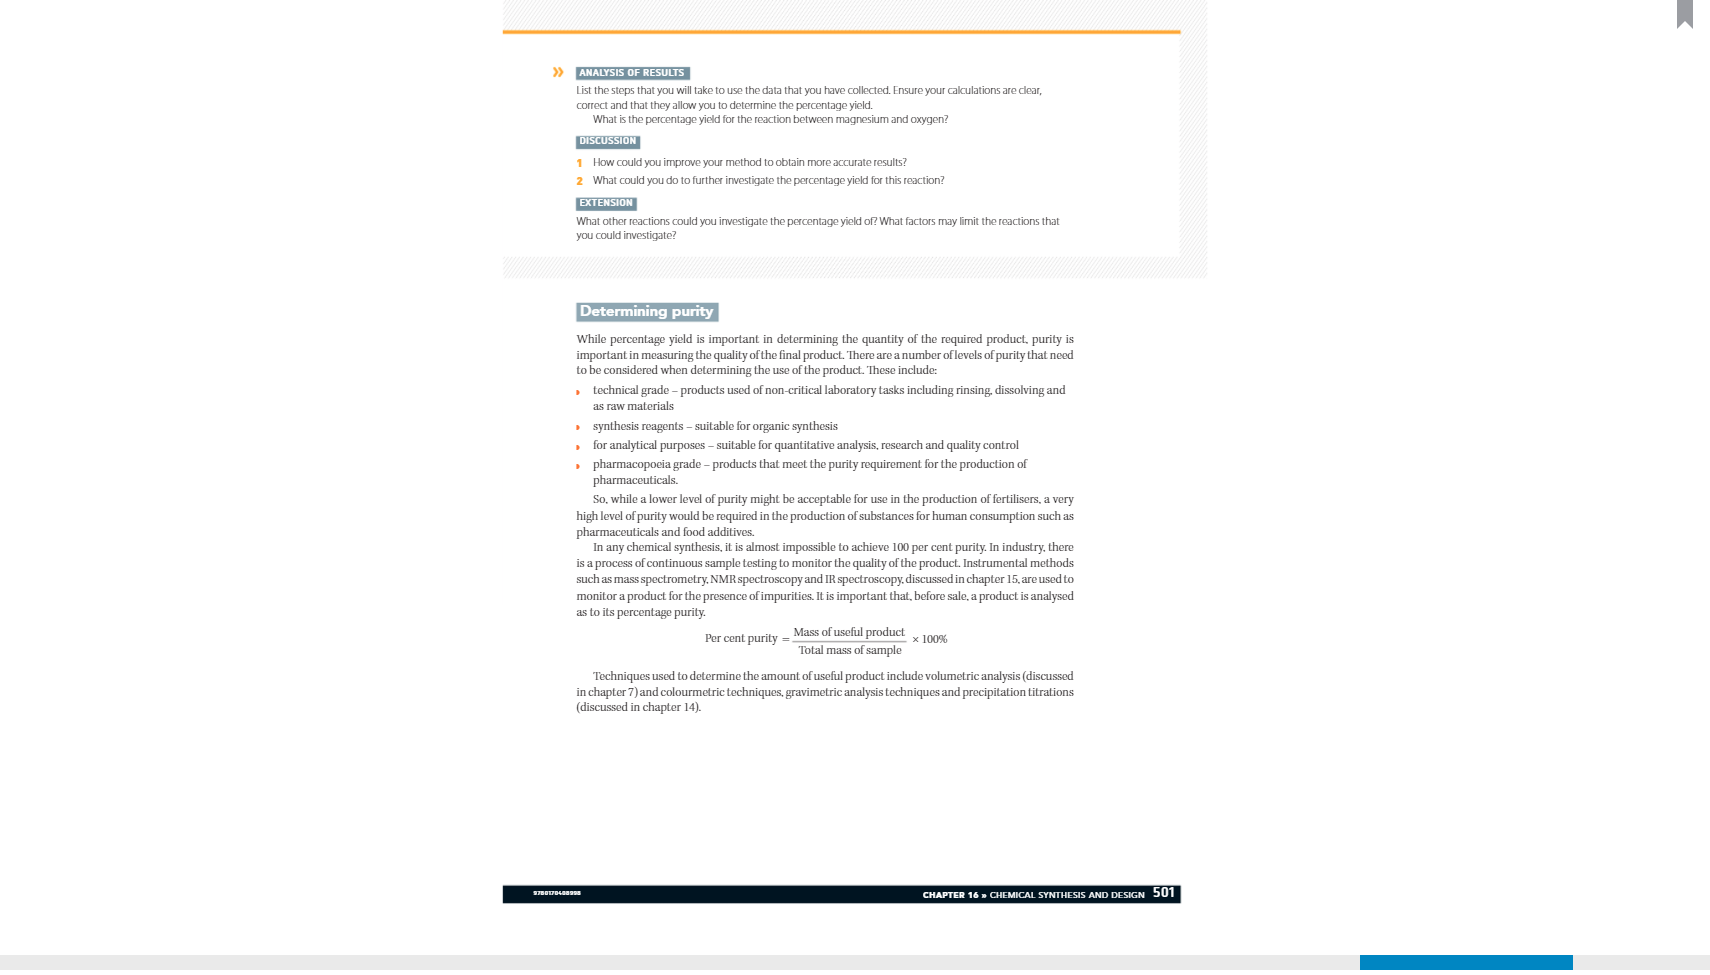 » ANALYSIS OF RESULTS
List the steps that you will take to use the data that you have collected. Ensure your calculations are clear,
correct and that they allow you to determine the percentage yield.
What is the percentage yield for the reaction between magnesium and oxygen?
DISCUSSION
1 How could you improve your method to obtain more accurate results?
2 What could you do to further investigate the percentage yield for this reaction?
EXTENSION
What other reactions could you investigate the percentage yield of? What factors may limit the reactions that
you could investigate?
Determining purity
While percentage yield is important in determining the quantity of the required product, purity is
important in measuring the quality of the final product. There are a number of levels of purity that need
to be considered when determining the use of the product. These include:
technical grade – products used of non-critical laboratory tasks including rinsing, dissolving and
as raw materials
synthesis reagents – suitable for organic synthesis
for analytical purposes – suitable for quantitative analysis, research and quality control
pharmacopoeia grade – products that meet the purity requirement for the production of
pharmaceuticals.
So, while a lower level of purity might be acceptable for use in the production of fertilisers, a very
high level of purity would be required in the production of substances for human consumption such as
pharmaceuticals and food additives.
In any chemical synthesis, it is almost impossible to achieve 100 per cent purity. In industry, there
is a process of continuous sample testing to monitor the quality of the product. Instrumental methods
such as mass spectrometry, NMR spectroscopy and IR spectroscopy, discussed in chapter 15, are used to
monitor a product for the presence of impurities. It is important that, before sale, a product is analysed
as to its percentage purity.
Per cent purity = Mass of useful product / Total mass of sample × 100%
Techniques used to determine the amount of useful product include volumetric analysis (discussed
in chapter 7) and colourmetric techniques, gravimetric analysis techniques and precipitation titrations
(discussed in chapter 14).
9780170408998 CHAPTER 16 » CHEMICAL SYNTHESIS AND DESIGN 501